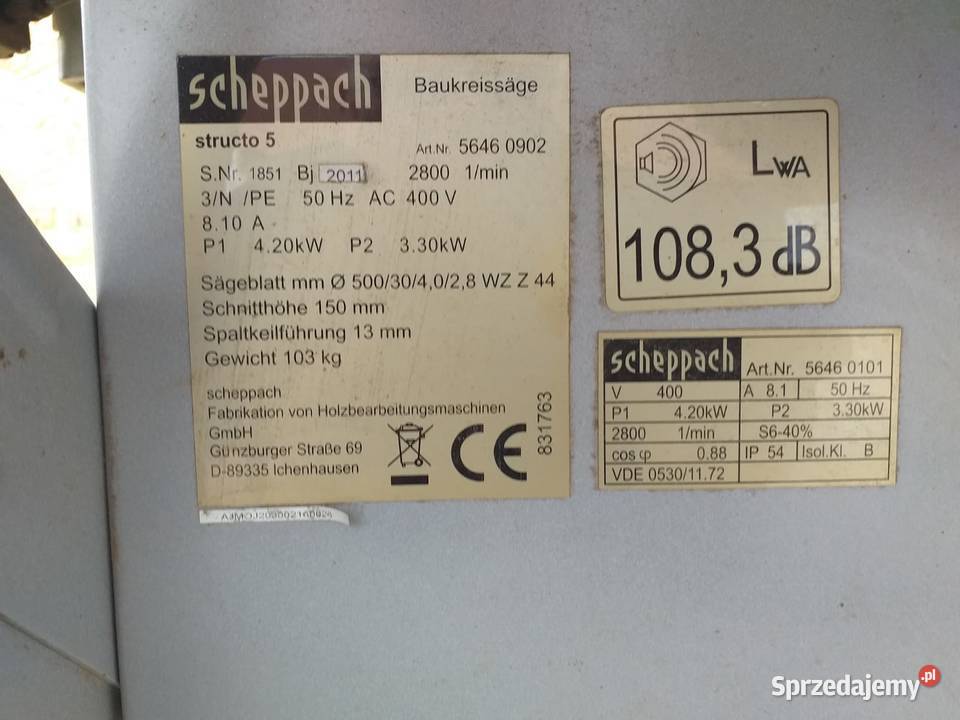 scheppach Baukreissäge
structo 5 Art.Nr. 5646 0902
S.Nr. 1851 Bj 2011 2800 1/min
3/N /PE 50 Hz AC 400 V
8.10 A
P1 4.20kW P2 3.30kW
Sägeblatt mm Ø 500/30/4,0/2,8 WZ Z 44
Schnitthöhe 150 mm
Spaltkeilführung 13 mm
Gewicht 103 kg
scheppach
Fabrikation von Holzbearbeitungsmaschinen
GmbH
Günzburger Straße 69
D-89335 Ichenhausen
CE
831763
LWA
108,3 dB
scheppach Art.Nr. 5646 0101
V 400 A 8.1 50 Hz
P1 4.20kW P2 3.30kW
2800 1/min S6-40%
cos φ 0.88 IP 54 Isol.Kl. B
VDE 0530/11.72
Sprzedajemy.pl